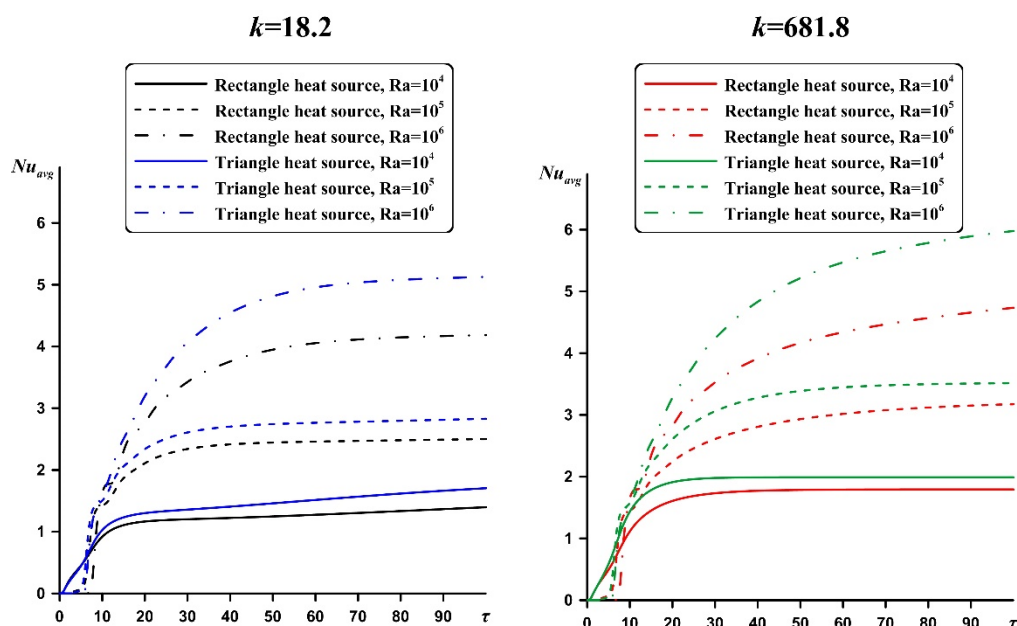 k=18.2
Rectangle heat source, Ra=10⁴
Rectangle heat source, Ra=10⁵
Rectangle heat source, Ra=10⁶
Triangle heat source, Ra=10⁴
Triangle heat source, Ra=10⁵
Triangle heat source, Ra=10⁶
Nu_avg
6
5
4
3
2
1
0
0 10 20 30 40 50 60 70 80 90 τ
k=681.8
Rectangle heat source, Ra=10⁴
Rectangle heat source, Ra=10⁵
Rectangle heat source, Ra=10⁶
Triangle heat source, Ra=10⁴
Triangle heat source, Ra=10⁵
Triangle heat source, Ra=10⁶
Nu_avg
6
5
4
3
2
1
0
0 10 20 30 40 50 60 70 80 90 τ